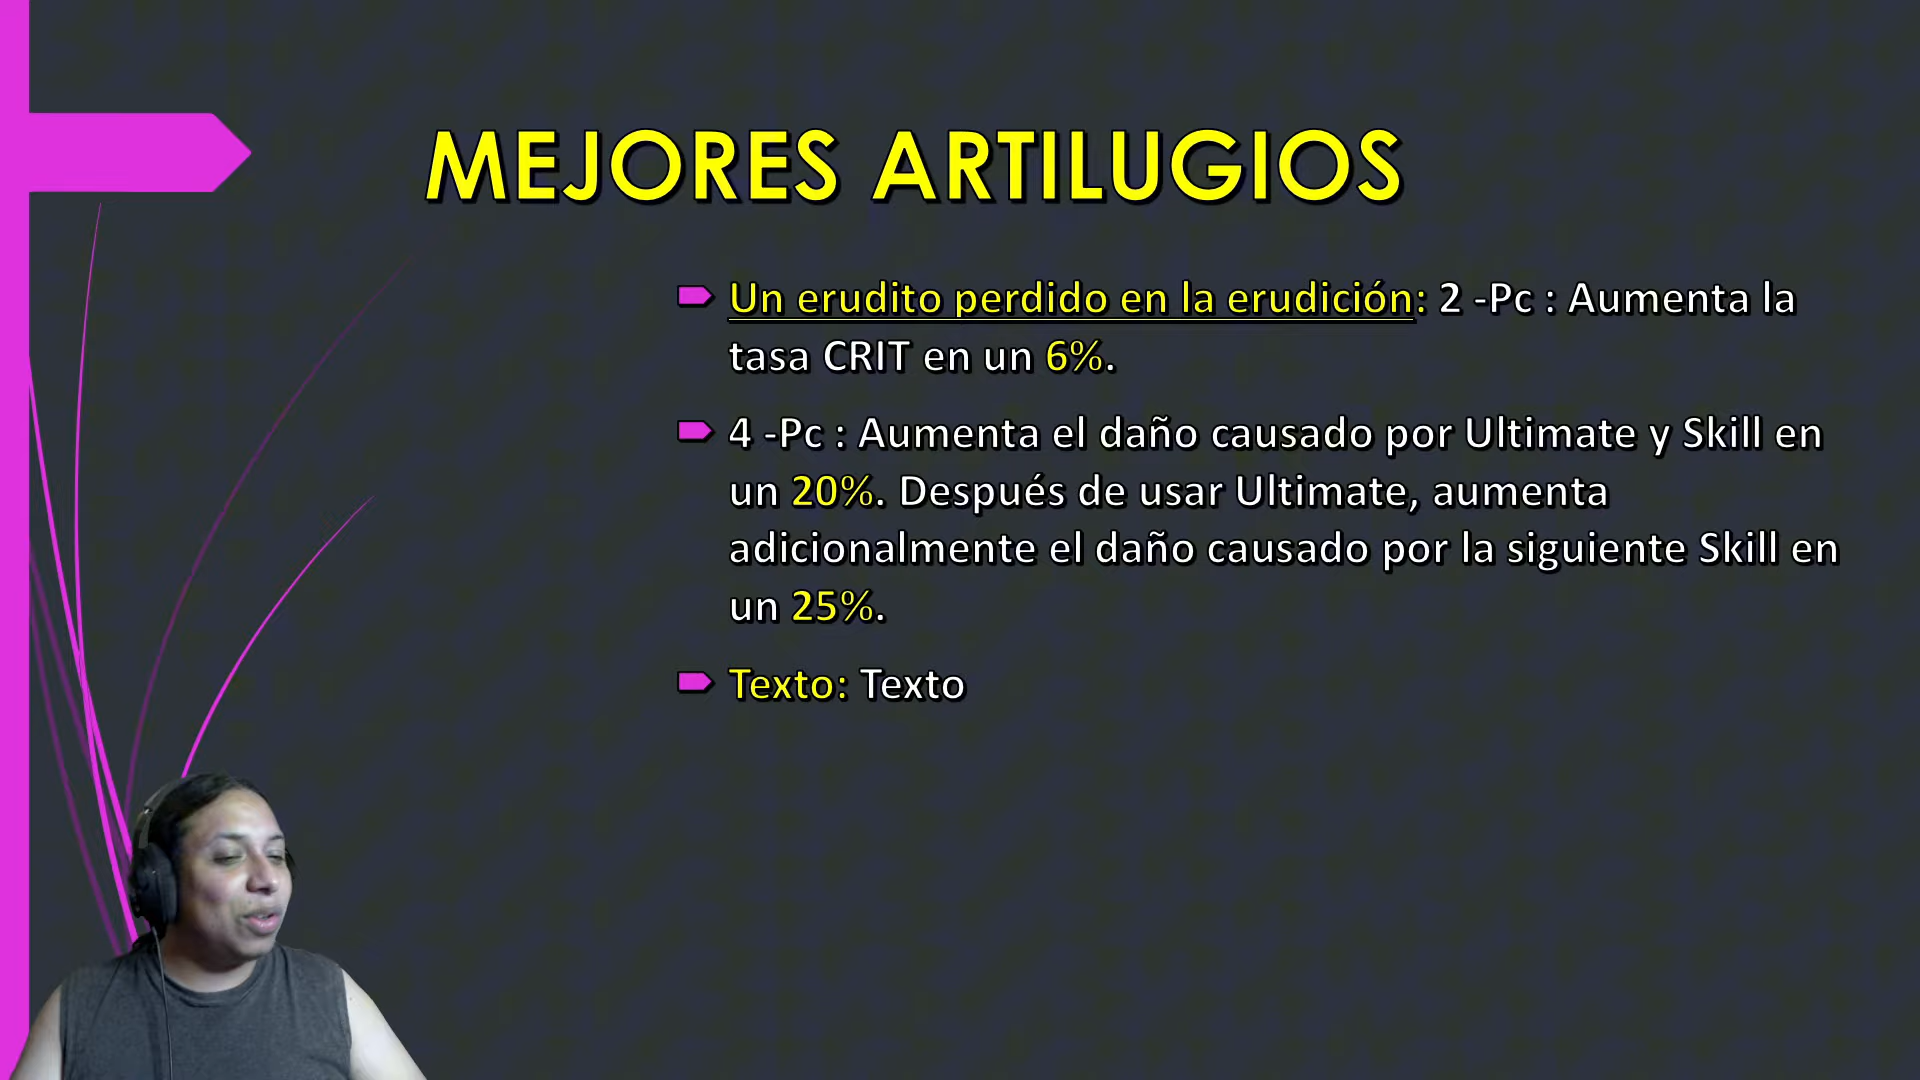 MEJORES ARTILUGIOS
Un erudito perdido en la erudición: 2 -Pc : Aumenta la
tasa CRIT en un 6%.
4 -Pc : Aumenta el daño causado por Ultimate y Skill en
un 20%. Después de usar Ultimate, aumenta
adicionalmente el daño causado por la siguiente Skill en
un 25%.
Texto: Texto